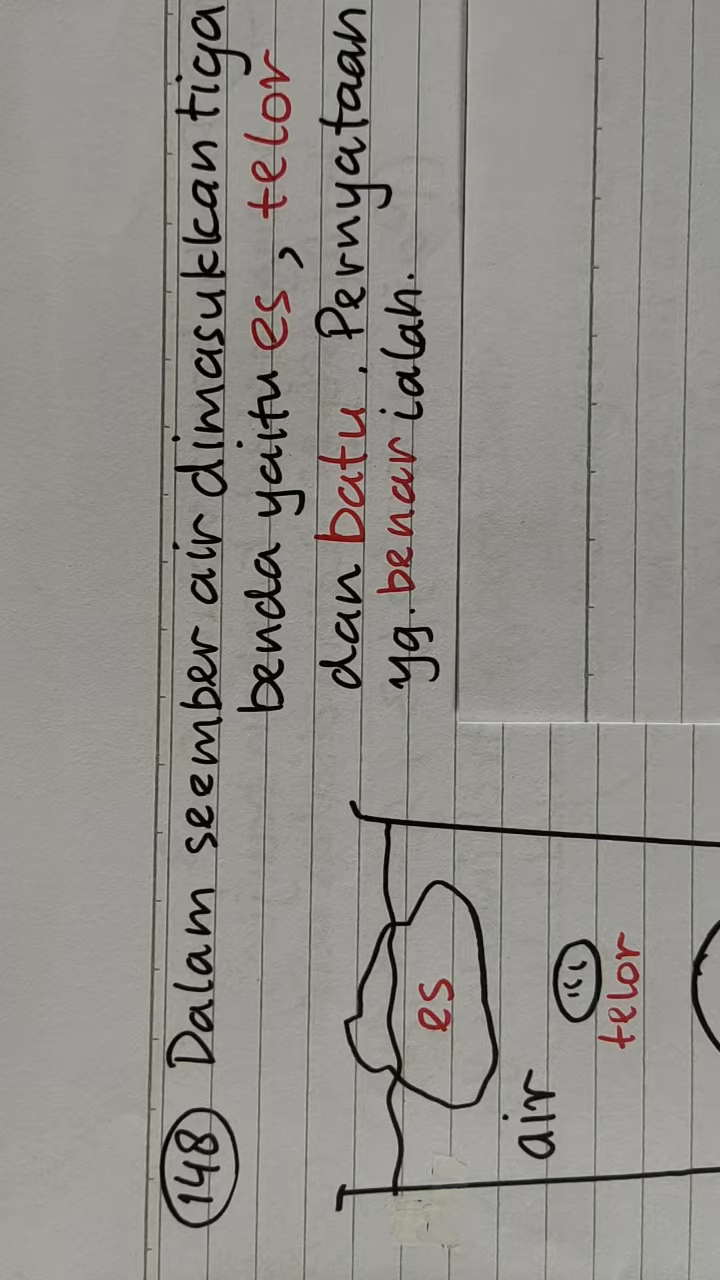 148 Dalam seember air dimasukkan tiga
benda yaitu es, telor
dan batu. Pernyataan
yg. benar ialah.
es
air
telor